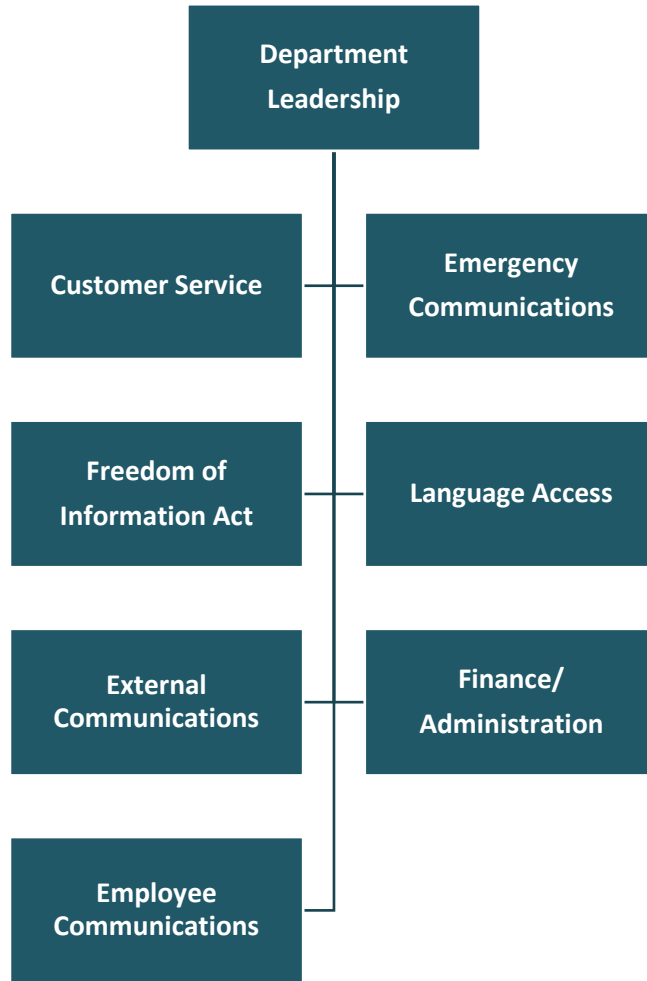 Department
Leadership
Customer Service
Emergency
Communications
Freedom of
Information Act
Language Access
External
Communications
Finance/
Administration
Employee
Communications